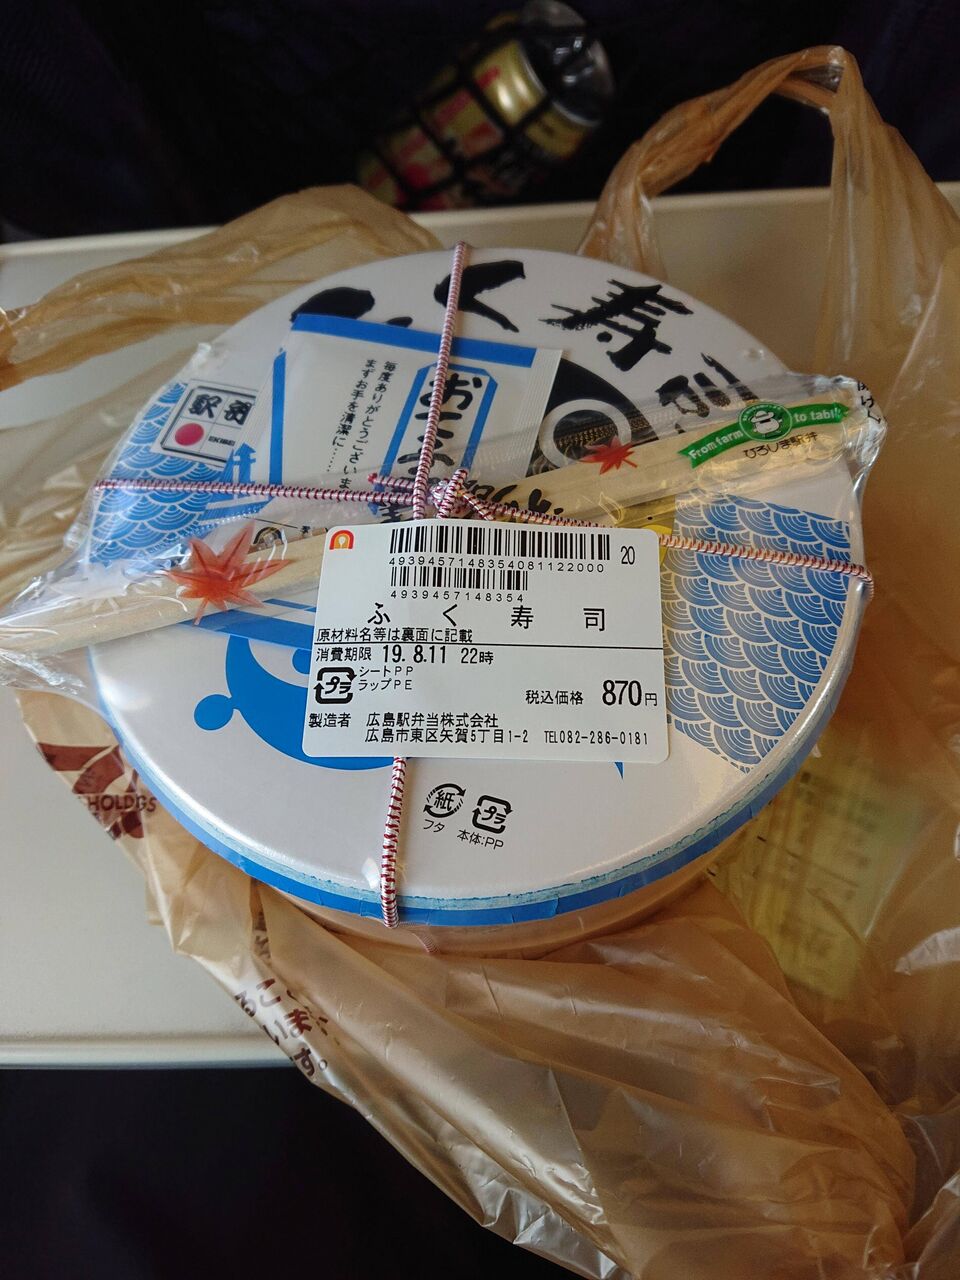 ふく寿司
毎度ありがとうございま
まずお手を清潔に……
駅弁
From farm to table
ひろしま駅弁
4939457148354081122000
20
4939457148354
ふく寿司
原材料名等は裏面に記載
消費期限 19.8.11 22時
プラ シートPP
ラップPE
税込価格 870円
製造者 広島駅弁当株式会社
広島市東区矢賀5丁目1-2 TEL082-286-0181
紙 プラ
フタ 本体:PP
HOLDINGS